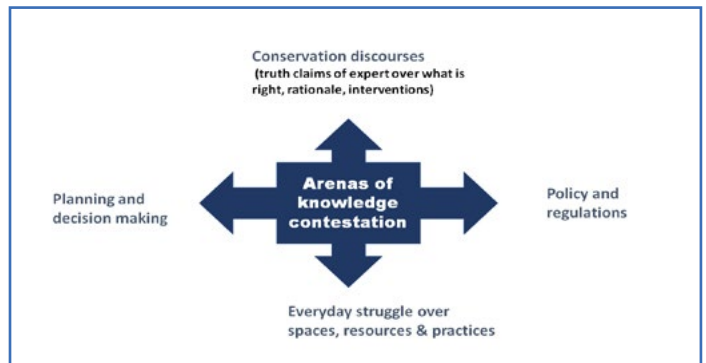 Conservation discourses
(truth claims of expert over what is
right, rationale, interventions)
Planning and
decision making
Arenas of
knowledge
contestation
Policy and
regulations
Everyday struggle over
spaces, resources & practices